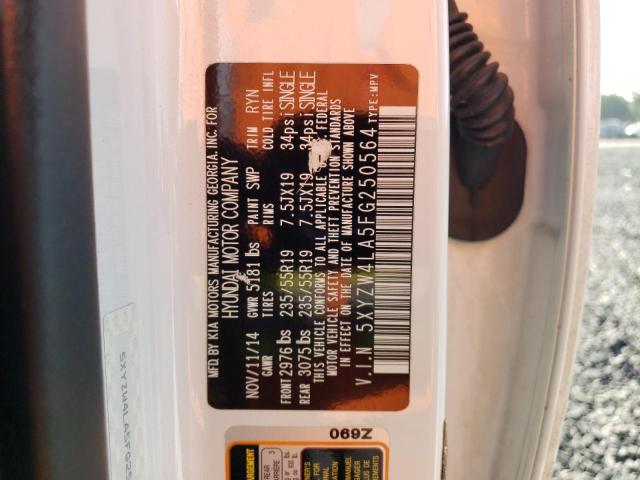 MFD. BY KIA MOTORS MANUFACTURING GEORGIA, INC. FOR
HYUNDAI MOTOR COMPANY
NOV/11/14 GVWR 5181 lbs PAINT SWP TRIM RYN
GAWR TIRES RIMS COLD TIRE INFL
FRONT 2976 lbs 235/55R19 7.5JX19 34psi SINGLE
REAR 3075 lbs 235/55R19 7.5JX19 34psi SINGLE
THIS VEHICLE CONFORMS TO ALL APPLICABLE FEDERAL
MOTOR VEHICLE SAFETY AND THEFT PREVENTION STANDARDS
IN EFFECT ON THE DATE OF MANUFACTURE SHOWN ABOVE
V.I.N 5XYZW4LA5FG250564 TYPE:MPV
Z690